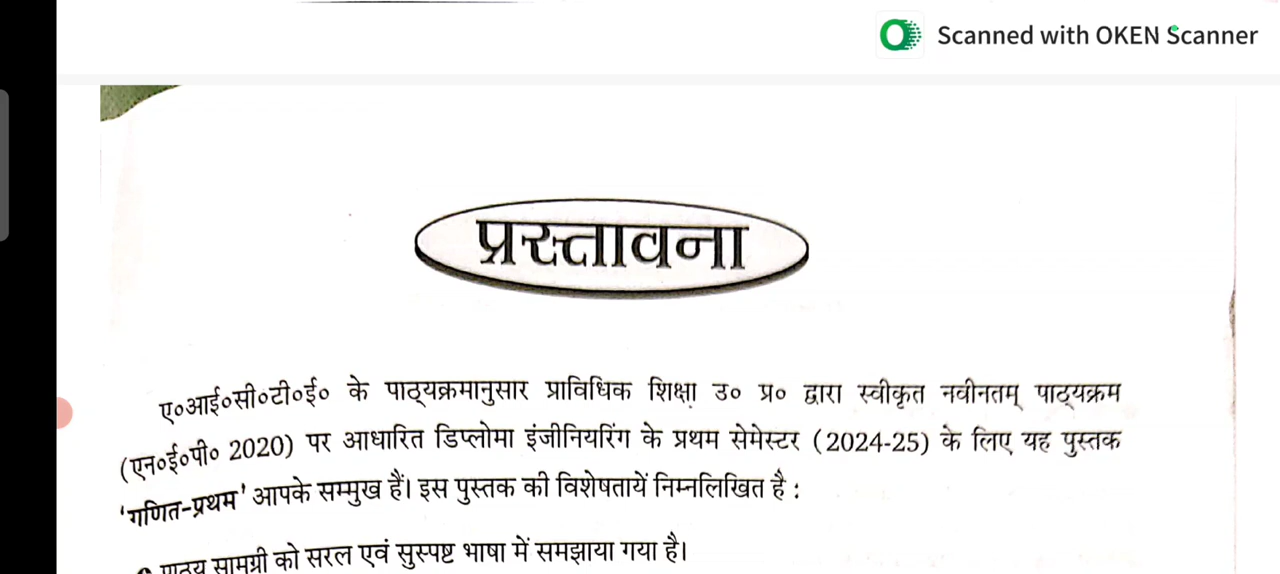 Scanned with OKEN Scanner
प्रस्तावना
ए०आई०सी०टी०ई० के पाठ्यक्रमानुसार प्राविधिक शिक्षा उ० प्र० द्वारा स्वीकृत नवीनतम् पाठ्यक्रम
(एन०ई०पी० 2020) पर आधारित डिप्लोमा इंजीनियरिंग के प्रथम सेमेस्टर (2024-25) के लिए यह पुस्तक
‘गणित-प्रथम’ आपके सम्मुख हैं। इस पुस्तक की विशेषतायें निम्नलिखित है :
पाठ्य सामग्री को सरल एवं सुस्पष्ट भाषा में समझाया गया है।